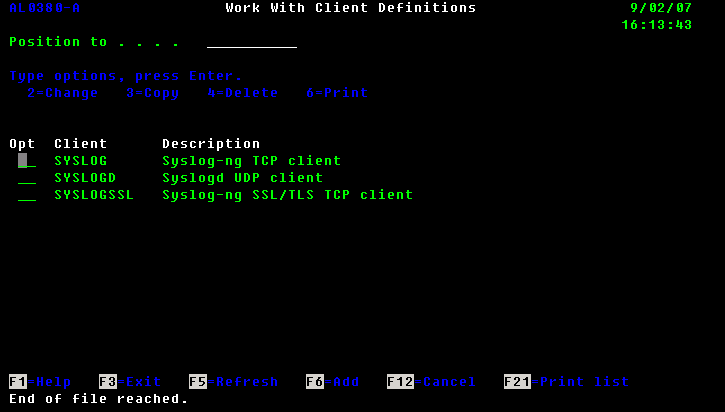 AL0380-A Work With Client Definitions 9/02/07
16:13:43
Position to . . . . __________
Type options, press Enter.
2=Change 3=Copy 4=Delete 6=Print
Opt Client Description
__ SYSLOG Syslog-ng TCP client
__ SYSLOGD Syslogd UDP client
__ SYSLOGSSL Syslog-ng SSL/TLS TCP client
F1=Help F3=Exit F5=Refresh F6=Add F12=Cancel F21=Print list
End of file reached.